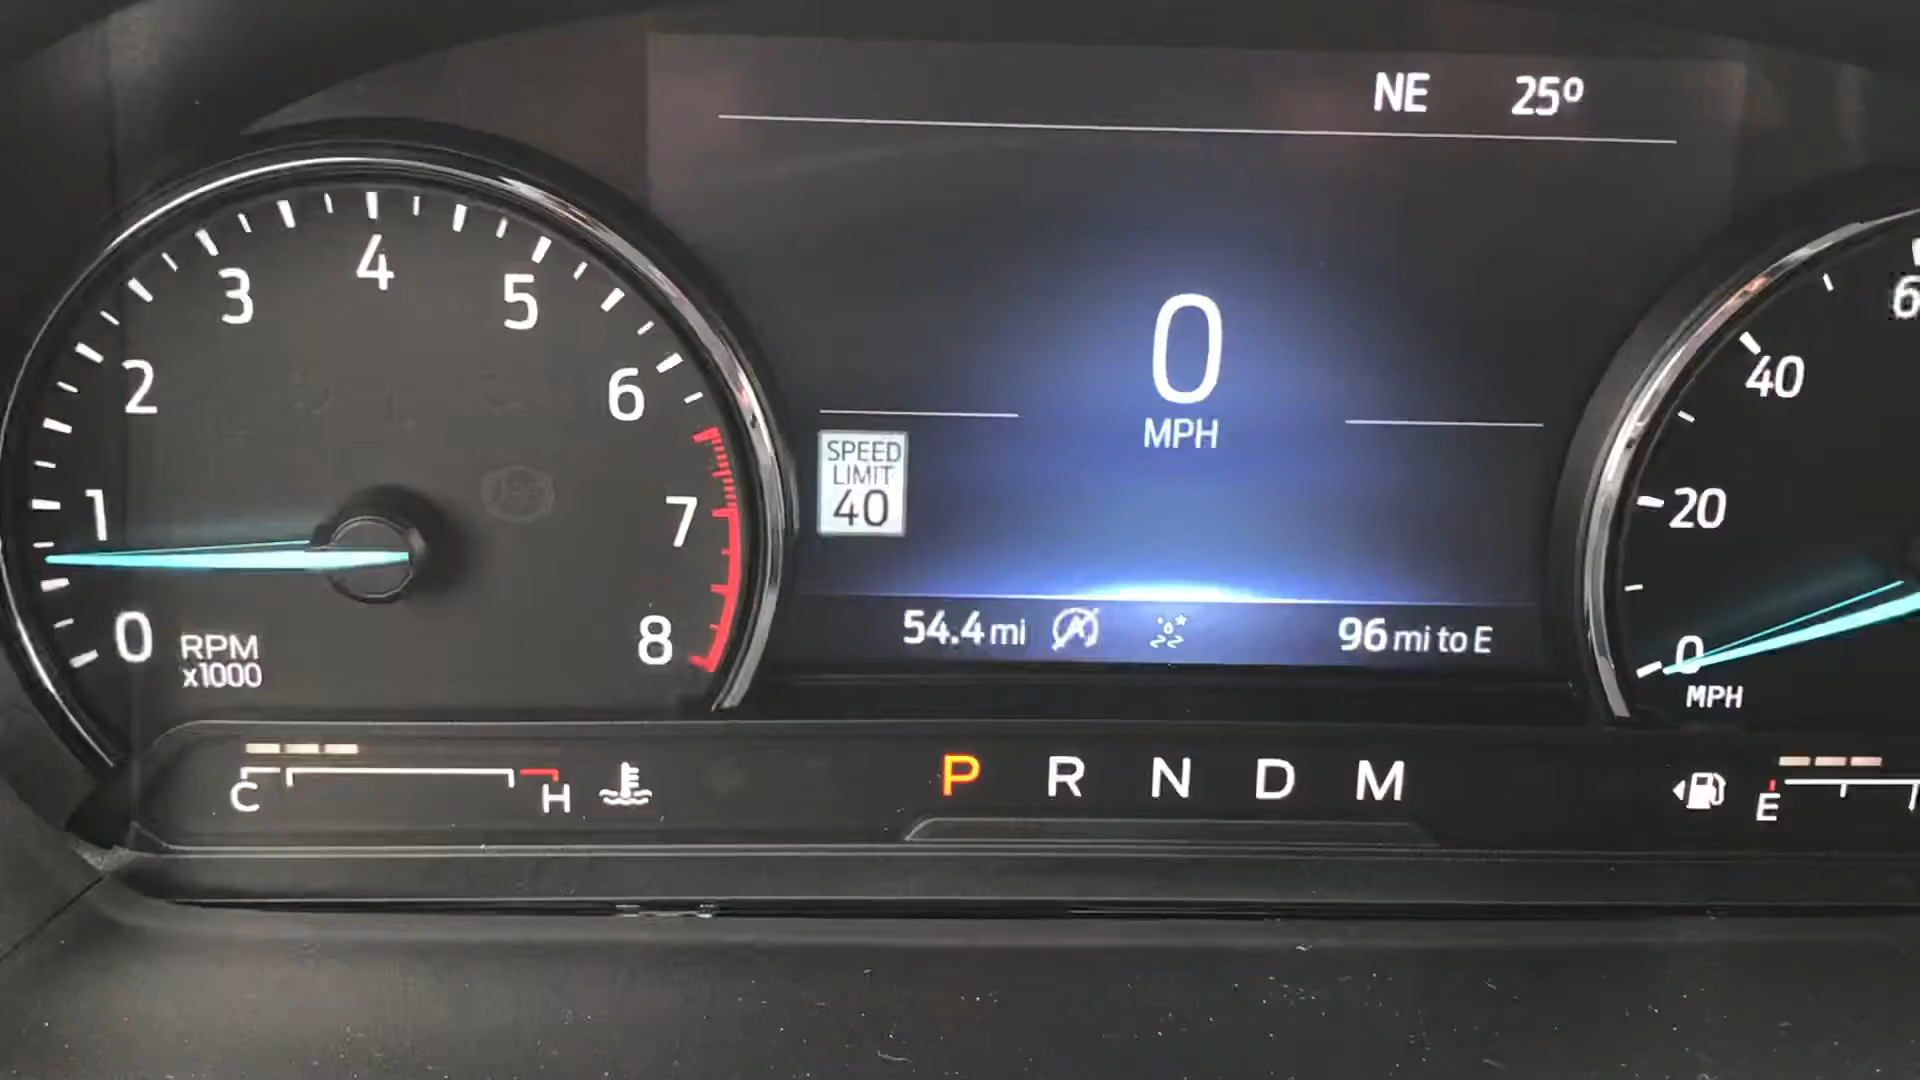 NE 25º
0
MPH
SPEED
LIMIT
40
54.4 mi A 96 mi to E
0 1 2 3 4 5 6 7 8
RPM
x1000
0 20 40
MPH
C H
P R N D M
E